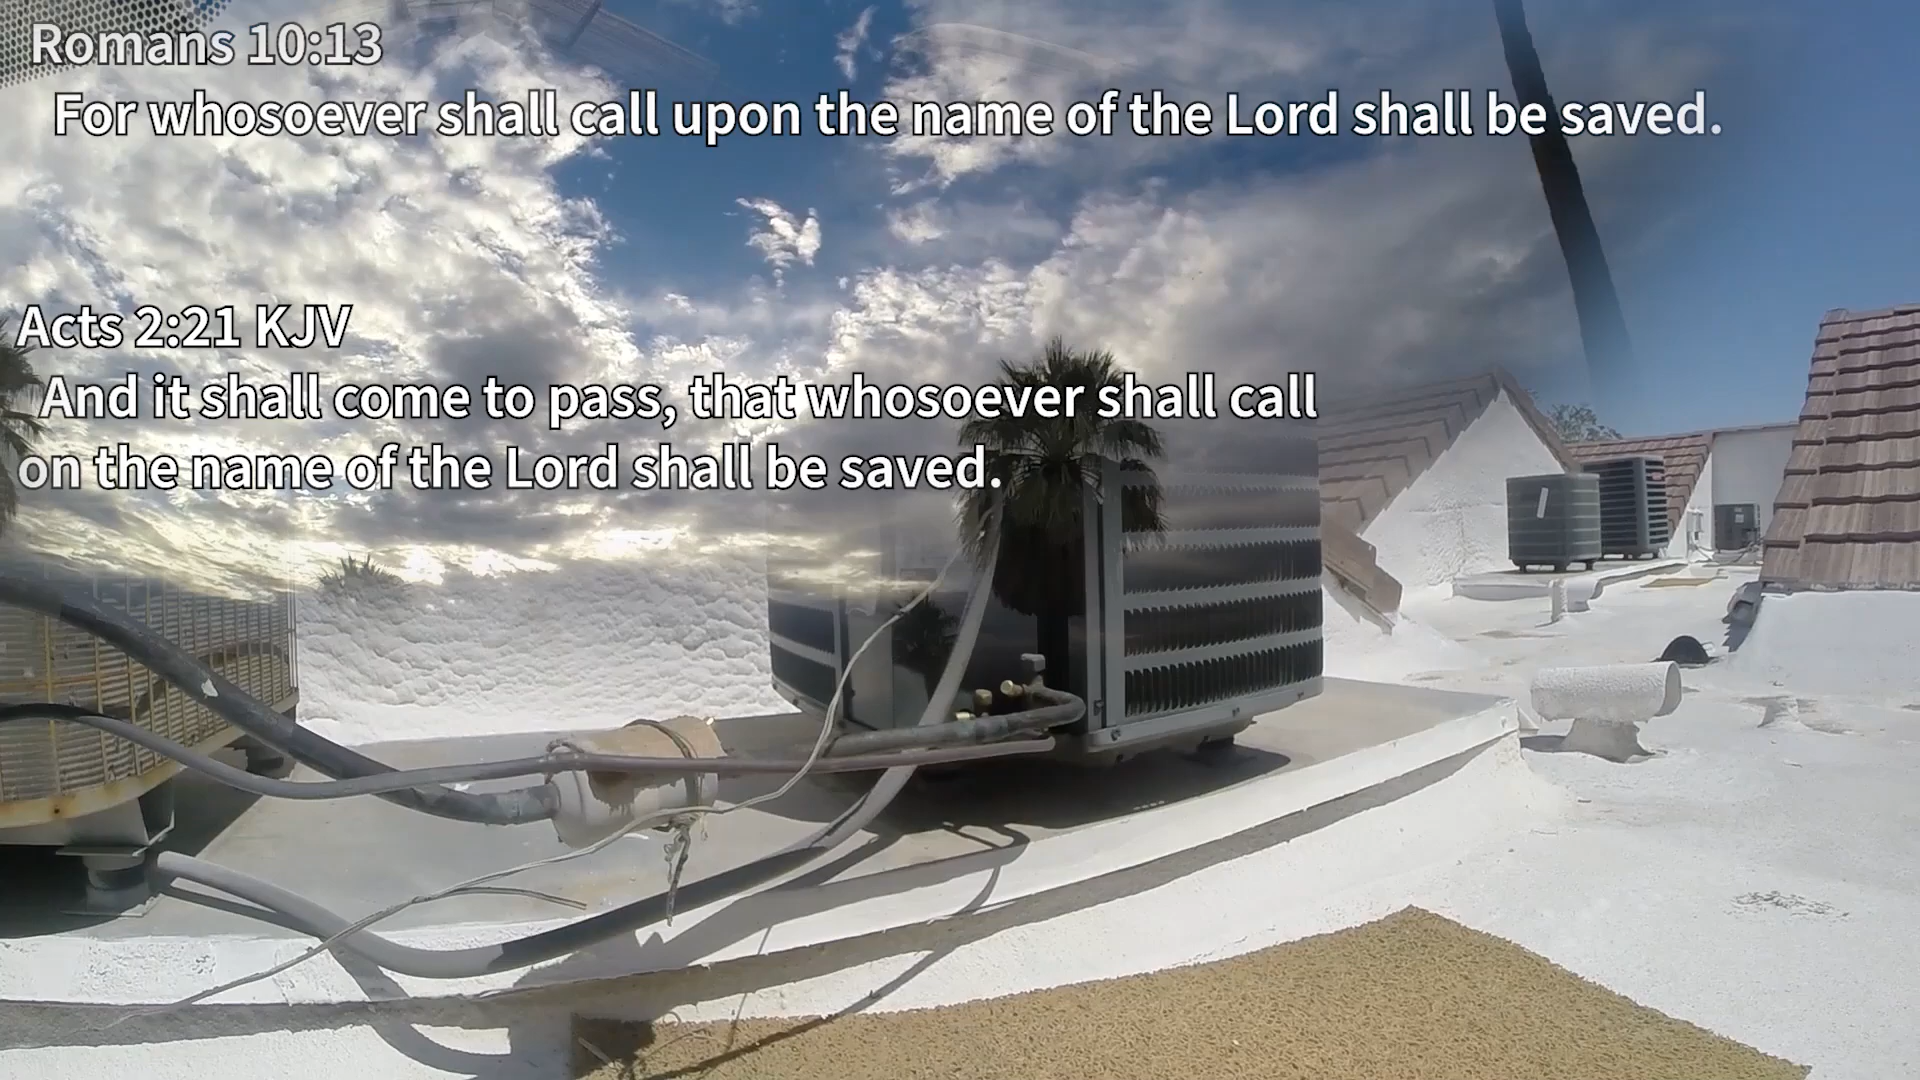 Romans 10:13
For whosoever shall call upon the name of the Lord shall be saved.
Acts 2:21 KJV
And it shall come to pass, that whosoever shall call
on the name of the Lord shall be saved.